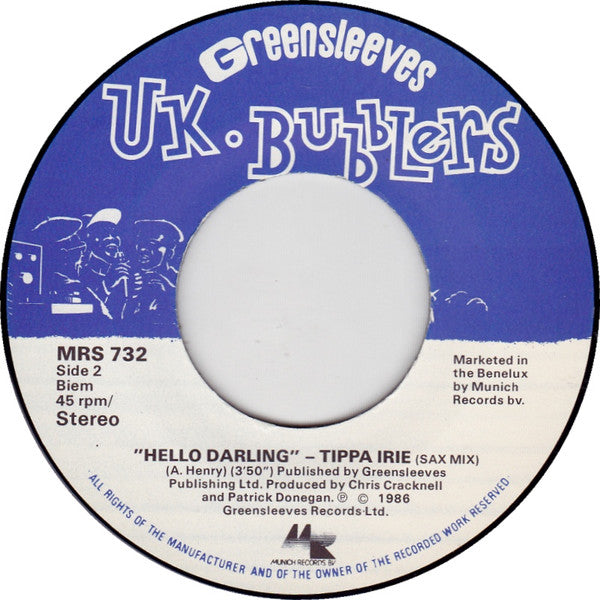 Greensleeves
UK·BUbblers
MRS 732
Side 2
Biem
45 rpm/
Stereo
Marketed in
the Benelux
by Munich
Records bv.
"HELLO DARLING" – TIPPA IRIE (SAX MIX)
(A. Henry) (3'50") Published by Greensleeves
Publishing Ltd. Produced by Chris Cracknell
and Patrick Donegan. ℗ © 1986
Greensleeves Records Ltd.
MR
MUNICH RECORDS BV
ALL RIGHTS OF THE MANUFACTURER AND OF THE OWNER OF THE RECORDED WORK RESERVED